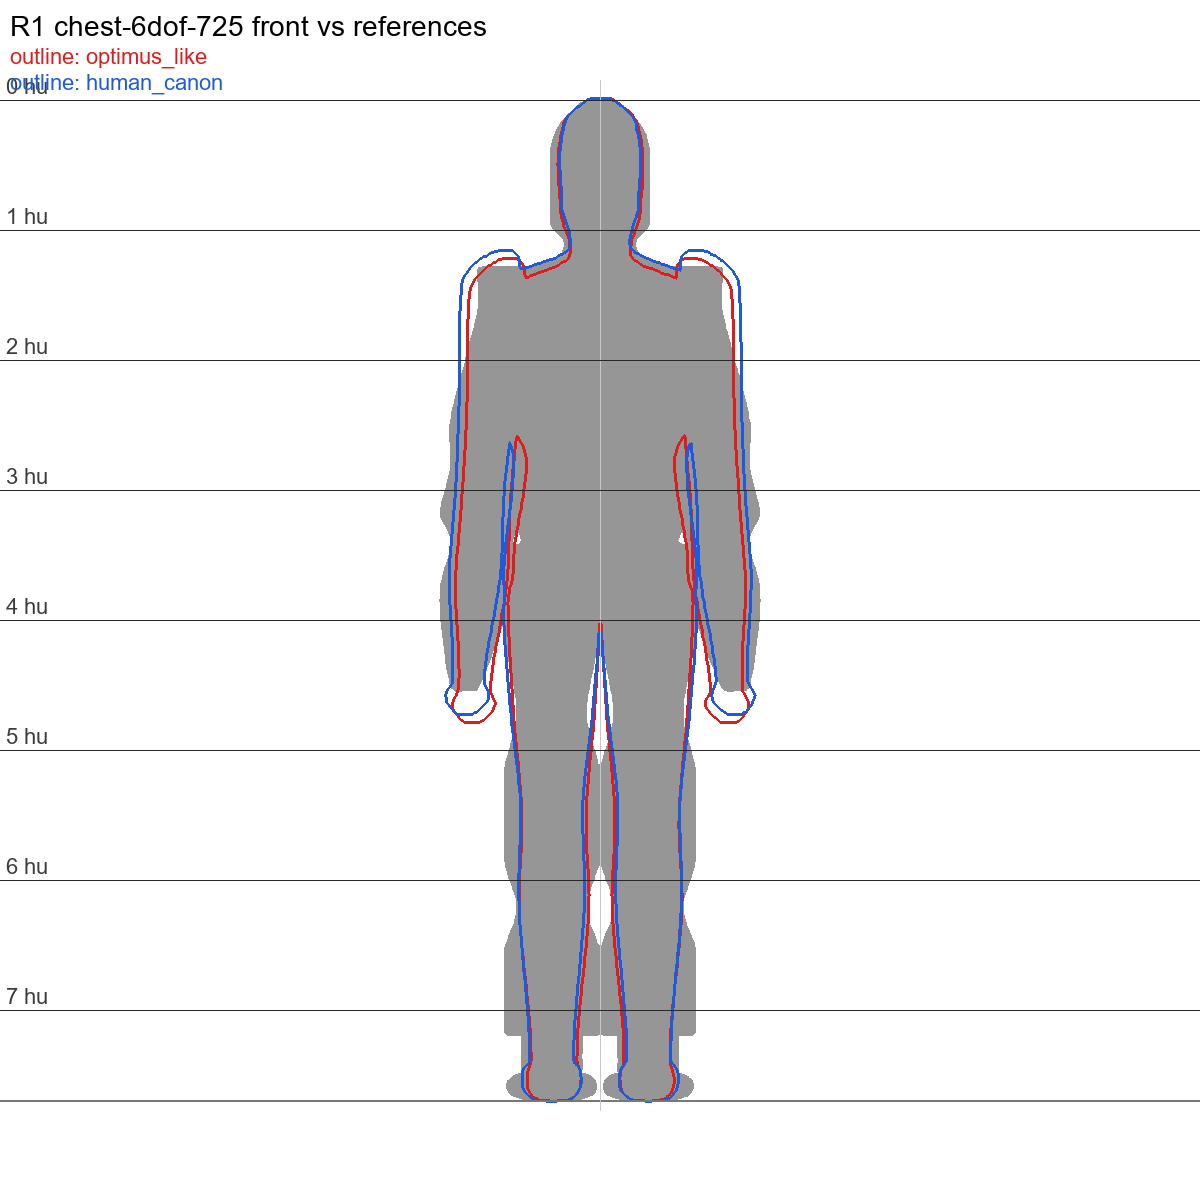 R1 chest-6dof-725 front vs references
outline: optimus_like
outline: human_canon
0 hu
1 hu
2 hu
3 hu
4 hu
5 hu
6 hu
7 hu